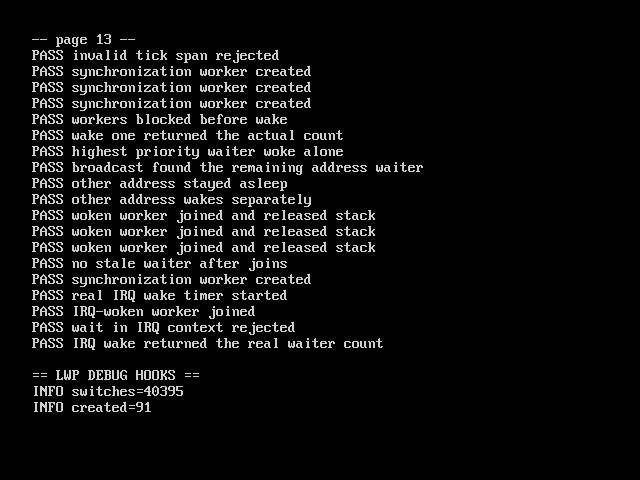 -- page 13 --
PASS invalid tick span rejected
PASS synchronization worker created
PASS synchronization worker created
PASS synchronization worker created
PASS workers blocked before wake
PASS wake one returned the actual count
PASS highest priority waiter woke alone
PASS broadcast found the remaining address waiter
PASS other address stayed asleep
PASS other address wakes separately
PASS woken worker joined and released stack
PASS woken worker joined and released stack
PASS woken worker joined and released stack
PASS no stale waiter after joins
PASS synchronization worker created
PASS real IRQ wake timer started
PASS IRQ-woken worker joined
PASS wait in IRQ context rejected
PASS IRQ wake returned the real waiter count
== LWP DEBUG HOOKS ==
INFO switches=40395
INFO created=91